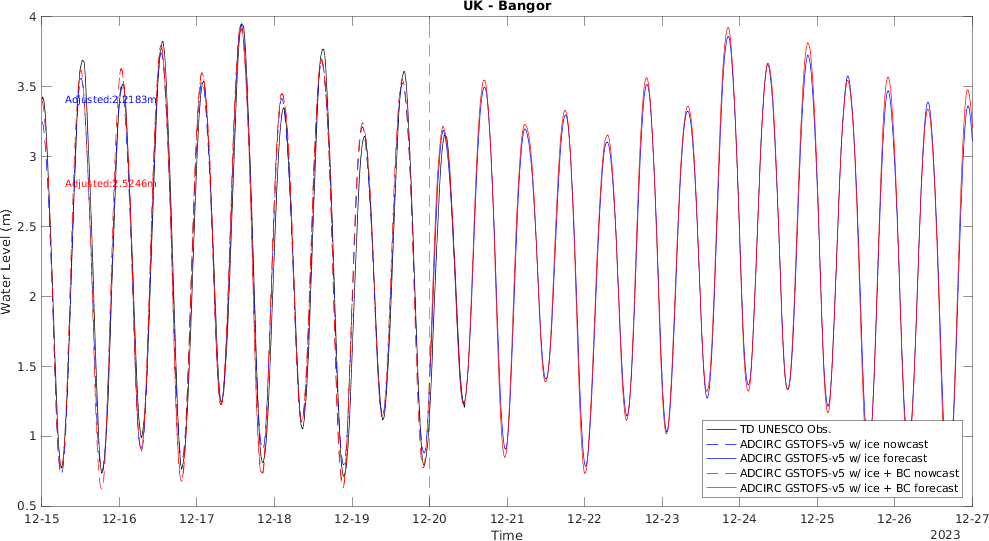 UK - Bangor
Water Level (m)
4
3.5
3
2.5
2
1.5
1
0.5
Adjusted:2.2183m
Adjusted:2.5246m
TD UNESCO Obs.
ADCIRC GSTOFS-v5 w/ ice nowcast
ADCIRC GSTOFS-v5 w/ ice forecast
ADCIRC GSTOFS-v5 w/ ice + BC nowcast
ADCIRC GSTOFS-v5 w/ ice + BC forecast
12-15 12-16 12-17 12-18 12-19 12-20 12-21 12-22 12-23 12-24 12-25 12-26 12-27
Time
2023